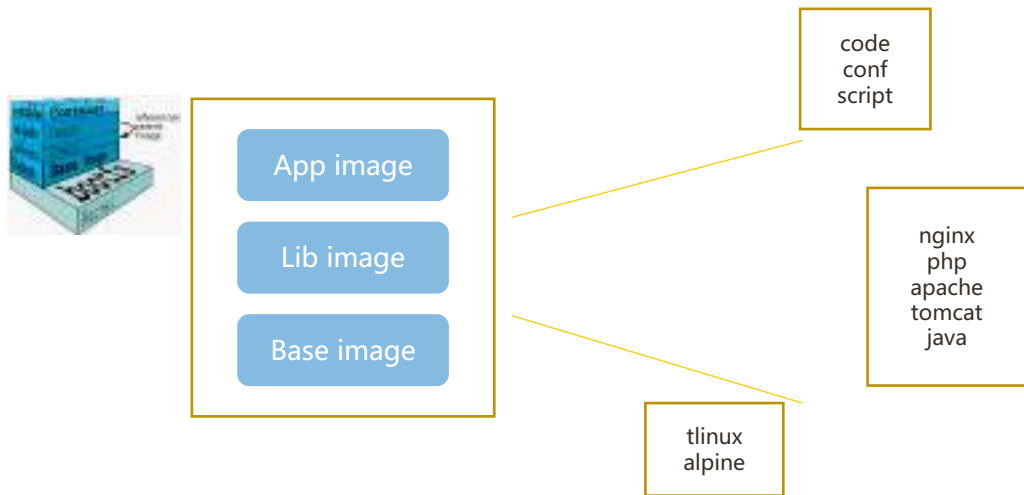 App image
Lib image
Base image
code
conf
script
nginx
php
apache
tomcat
java
tlinux
alpine